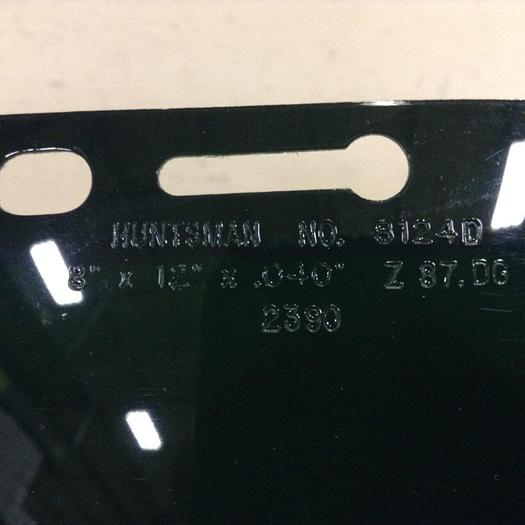 HUNTSMAN NO. 8124D
8" x 12" x .040" Z 87.DG
2390